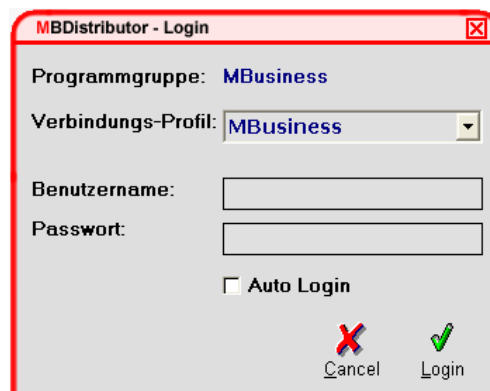 MBDistributor - Login
Programmgruppe: MBusiness
Verbindungs-Profil: MBusiness
Benutzername:
Passwort:
Auto Login
Cancel Login